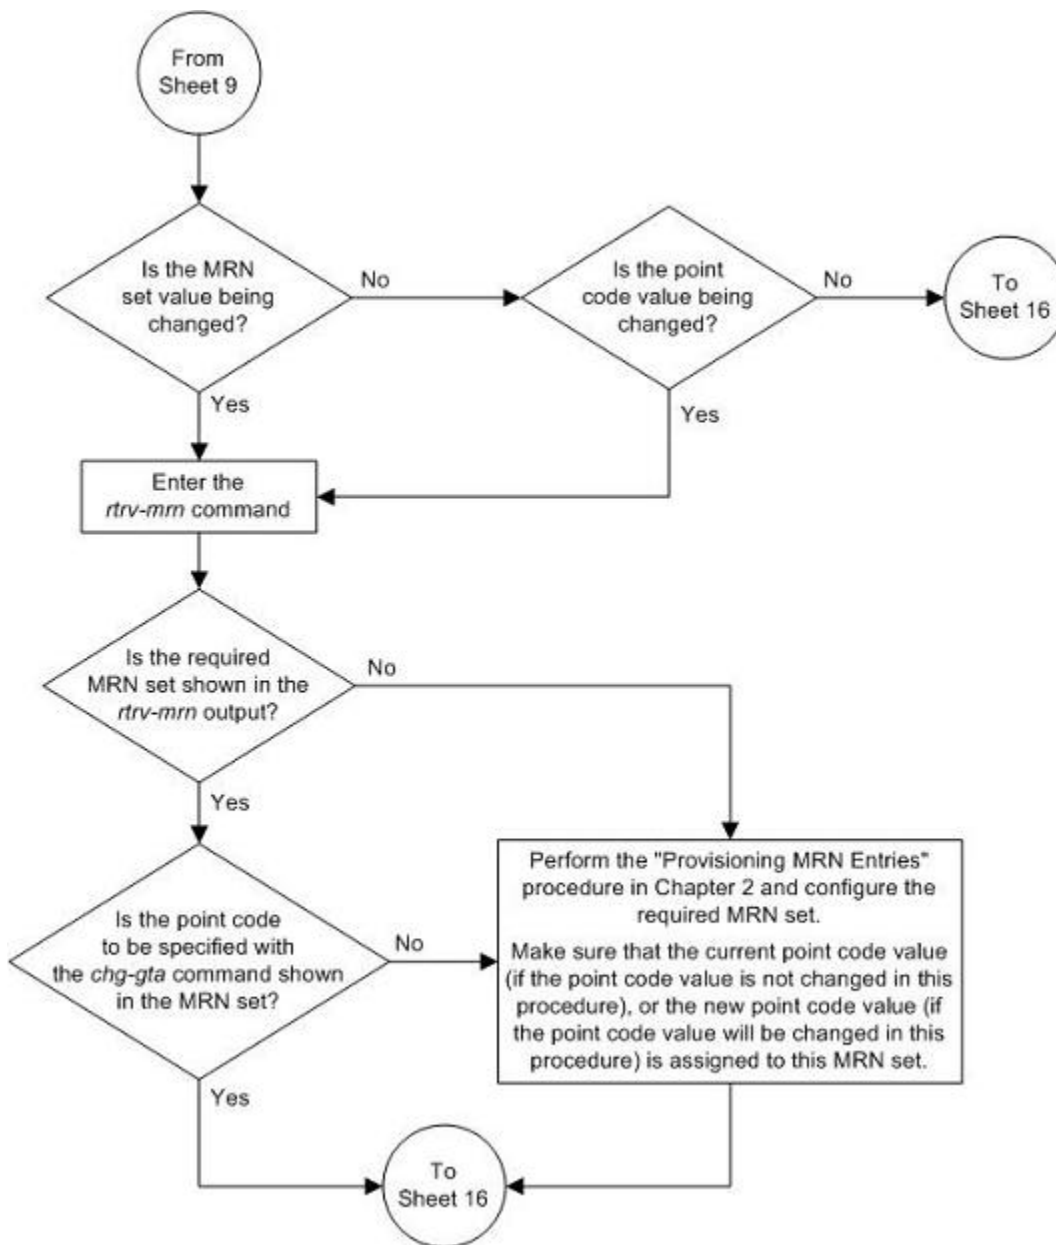 From
Sheet 9
Is the MRN
set value being
changed?
No
Is the point
code value being
changed?
No
To
Sheet 16
Yes
Yes
Enter the
rtrv-mrn command
Is the required
MRN set shown in the
rtrv-mrn output?
No
Yes
Is the point code
to be specified with
the chg-gta command shown
in the MRN set?
No
Perform the "Provisioning MRN Entries"
procedure in Chapter 2 and configure the
required MRN set.
Make sure that the current point code value
(if the point code value is not changed in this
procedure), or the new point code value (if
the point code value will be changed in this
procedure) is assigned to this MRN set.
Yes
To
Sheet 16